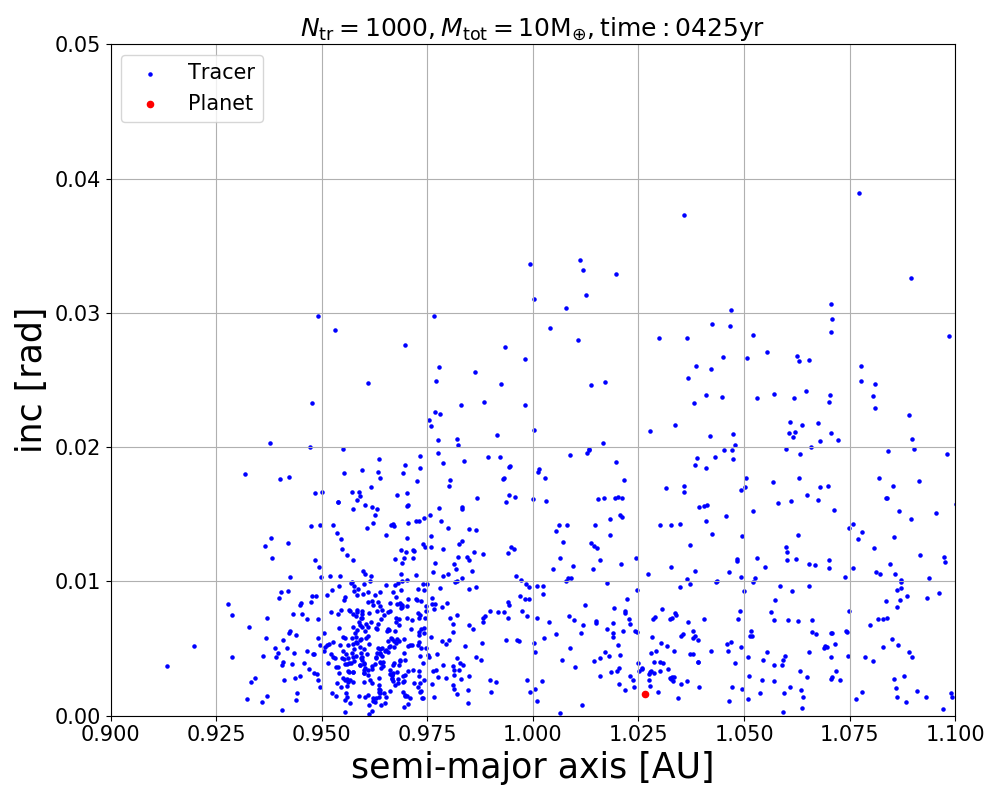 N_tr = 1000, M_tot = 10M_⊕, time : 0425yr
0.05
Tracer
Planet
0.04
0.03
0.02
0.01
0.00
inc [rad]
0.900 0.925 0.950 0.975 1.000 1.025 1.050 1.075 1.100
semi-major axis [AU]